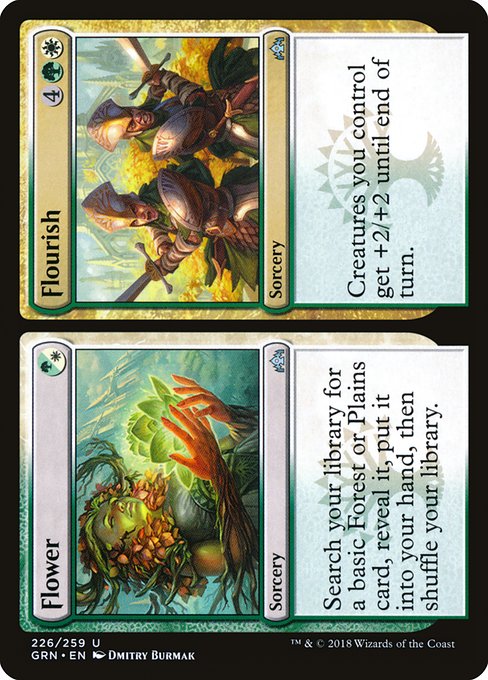 Flower
Sorcery
Search your library for
a basic Forest or Plains
card, reveal it, put it
into your hand, then
shuffle your library.
Flourish
4
Sorcery
Creatures you control
get +2/+2 until end of
turn.
226/259 U
GRN • EN Dmitry Burmak
™ & © 2018 Wizards of the Coast